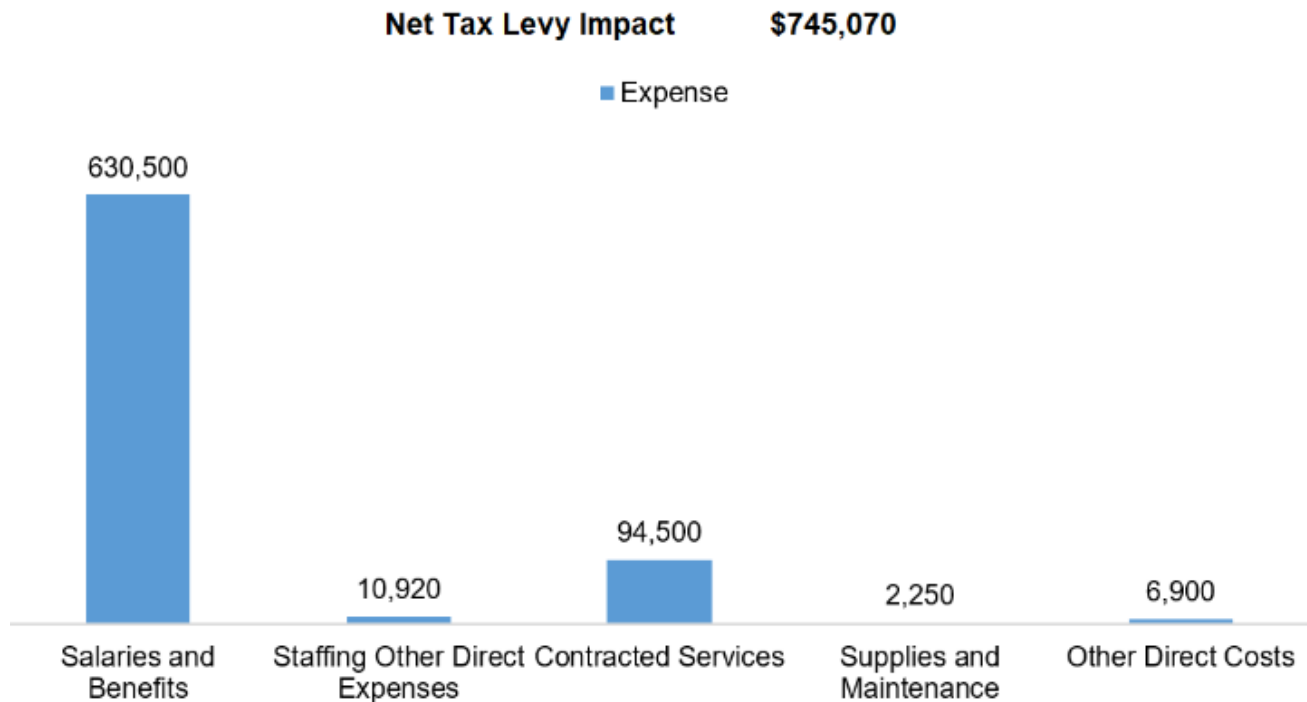 Net Tax Levy Impact $745,070
Expense
630,500
10,920
94,500
2,250
6,900
Salaries and
Benefits
Staffing Other Direct
Expenses
Contracted Services
Supplies and
Maintenance
Other Direct Costs